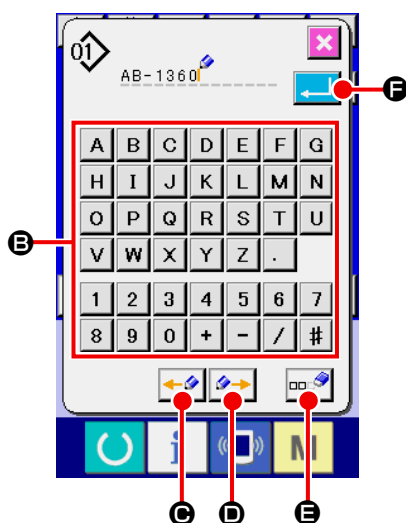 01
AB-1360
F
A B C D E F G
H I J K L M N
O P Q R S T U
B
V W X Y Z .
1 2 3 4 5 6 7
8 9 0 + - / #
i M
C D E